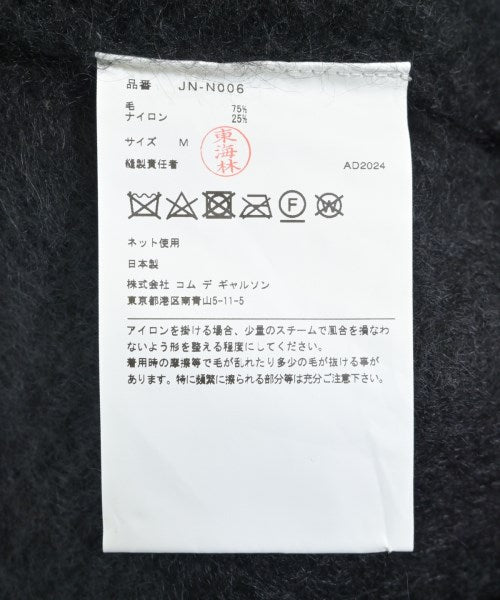 品番 JN-N006
毛 75%
ナイロン 25%
サイズ M
東海林
縫製責任者 AD2024
F W
ネット使用
日本製
株式会社 コム デ ギャルソン
東京都港区南青山5-11-5
アイロンを掛ける場合、少量のスチームで風合を損なわ
ないよう形を整える程度にしてください。
着用時の摩擦等で毛が乱れたり多少の毛が抜ける事が
あります。特に頻繁に擦られる部分等は充分ご注意下さい。